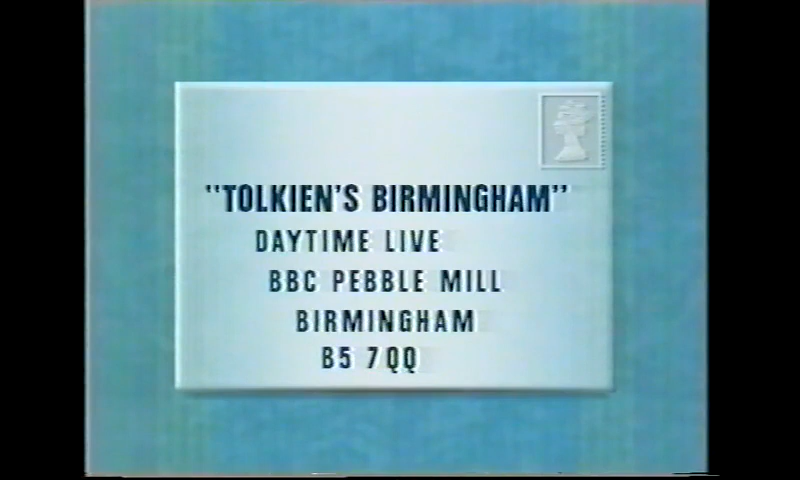 "TOLKIEN'S BIRMINGHAM"
DAYTIME LIVE
BBC PEBBLE MILL
BIRMINGHAM
B5 7QQ